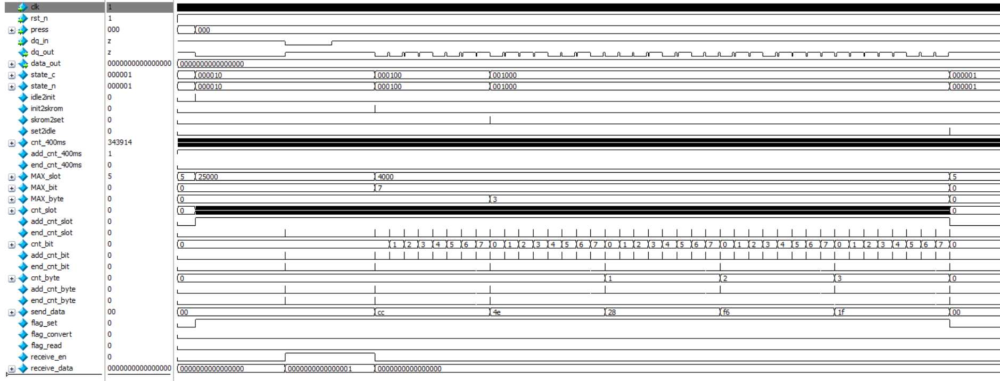 clk 1
rst_n 1
press 000 000
dq_in z
dq_out z
data_out 0000000000000000 0000000000000000
state_c 000001 000010 000100 001000 000001
state_n 000001 000010 000100 001000 000001
idle2init 0
init2skrom 0
skrom2set 0
set2idle 0
cnt_400ms 343914
add_cnt_400ms 1
end_cnt_400ms 0
MAX_slot 5 5 25000 4000 5
MAX_bit 0 0 7 0
MAX_byte 0 0 3 0
cnt_slot 0 0 0
add_cnt_slot 0
end_cnt_slot 0
cnt_bit 0 0 1 2 3 4 5 6 7 0 1 2 3 4 5 6 7 0 1 2 3 4 5 6 7 0 1 2 3 4 5 6 7 0 1 2 3 4 5 6 7 0
add_cnt_bit 0
end_cnt_bit 0
cnt_byte 0 0 1 2 3 0
add_cnt_byte 0
end_cnt_byte 0
send_data 00 00 cc 4e 28 f6 1f 00
flag_set 0
flag_convert 0
flag_read 0
receive_en 0
receive_data 0000000000000000 0000000000000000 0000000000000001 0000000000000000